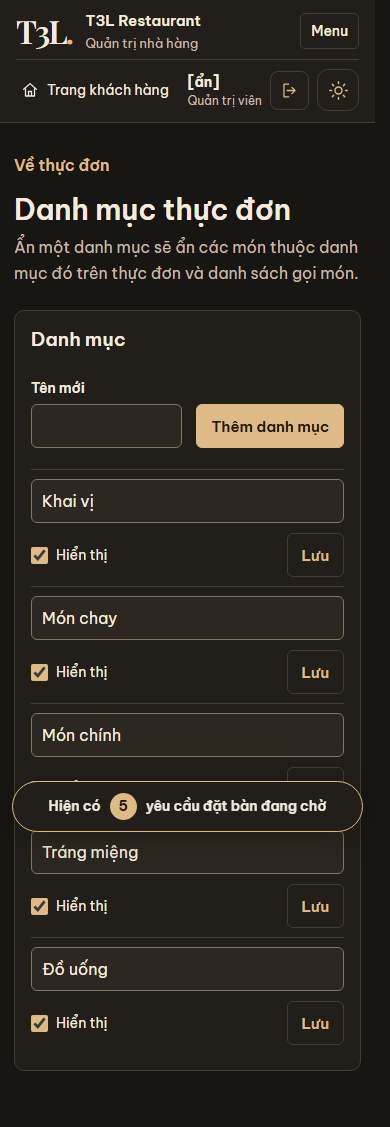 T3L.
T3L Restaurant
Quản trị nhà hàng
Menu
Trang khách hàng
[ẩn]
Quản trị viên
Về thực đơn
Danh mục thực đơn
Ẩn một danh mục sẽ ẩn các món thuộc danh
mục đó trên thực đơn và danh sách gọi món.
Danh mục
Tên mới
Thêm danh mục
Khai vị
Hiển thị
Lưu
Món chay
Hiển thị
Lưu
Món chính
Hiện có 5 yêu cầu đặt bàn đang chờ
Tráng miệng
Hiển thị
Lưu
Đồ uống
Hiển thị
Lưu